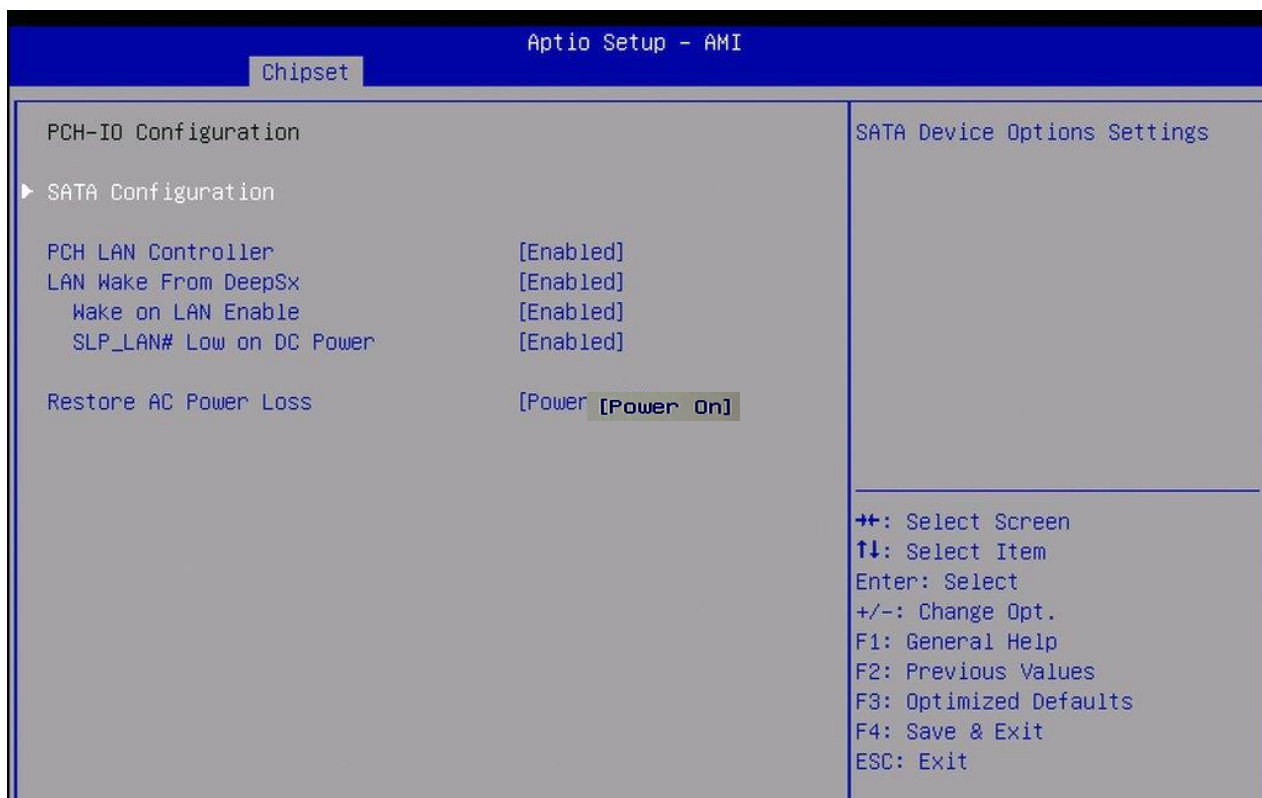 Aptio Setup – AMI
Chipset
PCH-IO Configuration
SATA Configuration
PCH LAN Controller [Enabled]
LAN Wake From DeepSx [Enabled]
Wake on LAN Enable [Enabled]
SLP_LAN# Low on DC Power [Enabled]
Restore AC Power Loss [Power [Power On]
SATA Device Options Settings
→←: Select Screen
↑↓: Select Item
Enter: Select
+/-: Change Opt.
F1: General Help
F2: Previous Values
F3: Optimized Defaults
F4: Save & Exit
ESC: Exit